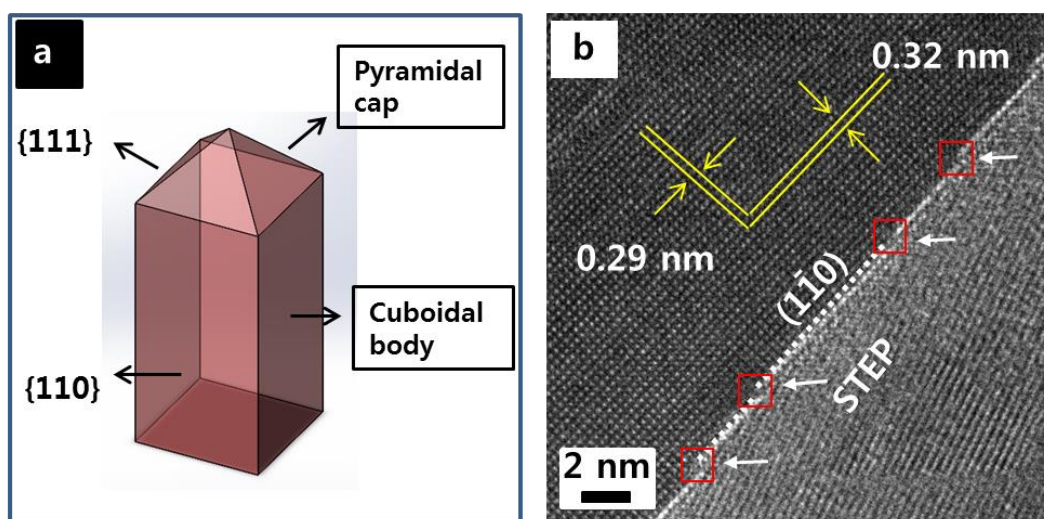 a
Pyramidal
cap
{111}
Cuboidal
body
{110}
b
0.32 nm
0.29 nm
(11̄0)
STEP
2 nm